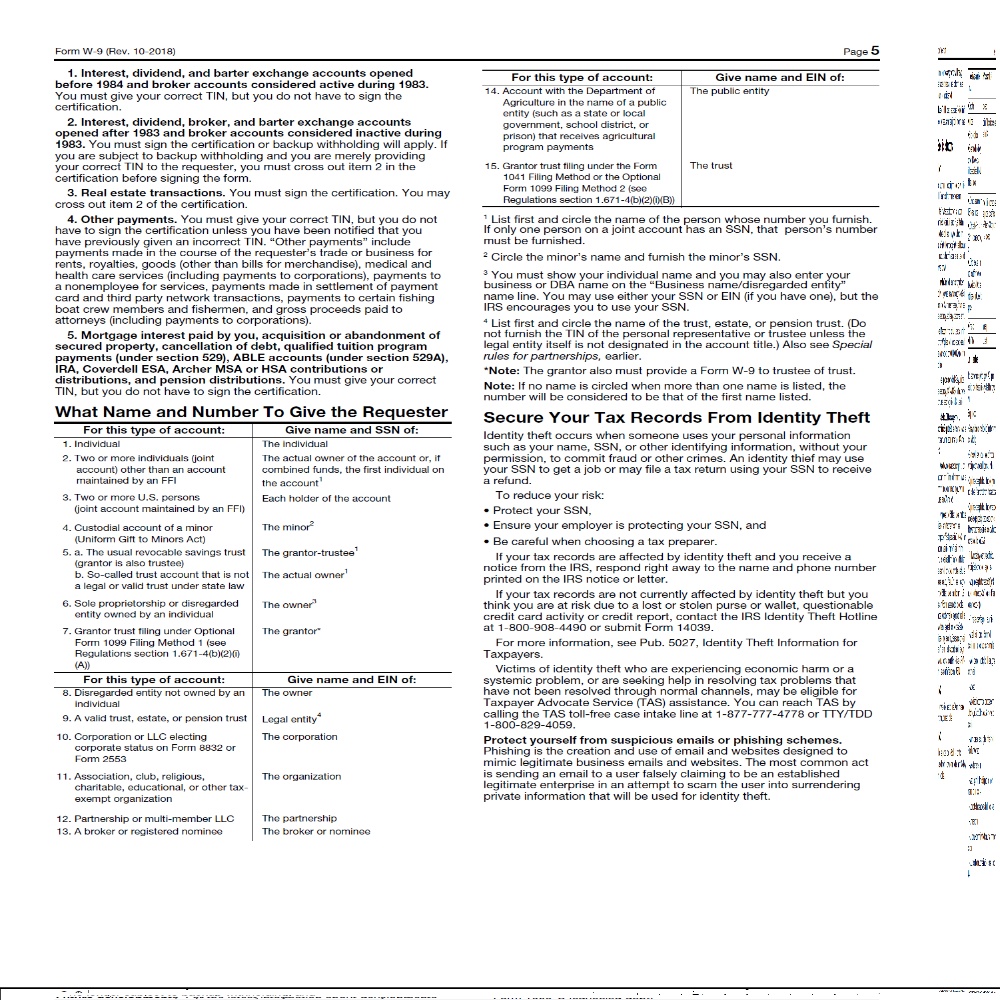 Form W-9 (Rev. 10-2018)
Page 5
1. Interest, dividend, and barter exchange accounts opened
before 1984 and broker accounts considered active during 1983.
You must give your correct TIN, but you do not have to sign the
certification.
2. Interest, dividend, broker, and barter exchange accounts
opened after 1983 and broker accounts considered inactive during
1983. You must sign the certification or backup withholding will apply. If
you are subject to backup withholding and you are merely providing
your correct TIN to the requester, you must cross out item 2 in the
certification before signing the form.
3. Real estate transactions. You must sign the certification. You may
cross out item 2 of the certification.
4. Other payments. You must give your correct TIN, but you do not
have to sign the certification unless you have been notified that you
have previously given an incorrect TIN. “Other payments” include
payments made in the course of the requester’s trade or business for
rents, royalties, goods (other than bills for merchandise), medical and
health care services (including payments to corporations), payments to
a nonemployee for services, payments made in settlement of payment
card and third party network transactions, payments to certain fishing
boat crew members and fishermen, and gross proceeds paid to
attorneys (including payments to corporations).
5. Mortgage interest paid by you, acquisition or abandonment of
secured property, cancellation of debt, qualified tuition program
payments (under section 529), ABLE accounts (under section 529A),
IRA, Coverdell ESA, Archer MSA or HSA contributions or
distributions, and pension distributions. You must give your correct
TIN, but you do not have to sign the certification.
What Name and Number To Give the Requester
For this type of account: Give name and SSN of:
1. Individual The individual
2. Two or more individuals (joint The actual owner of the account or, if
account) other than an account combined funds, the first individual on
maintained by an FFI the account1
3. Two or more U.S. persons Each holder of the account
(joint account maintained by an FFI)
4. Custodial account of a minor The minor2
(Uniform Gift to Minors Act)
5. a. The usual revocable savings trust The grantor-trustee1
(grantor is also trustee)
b. So-called trust account that is not The actual owner1
a legal or valid trust under state law
6. Sole proprietorship or disregarded The owner3
entity owned by an individual
7. Grantor trust filing under Optional The grantor*
Form 1099 Filing Method 1 (see
Regulations section 1.671-4(b)(2)(i)
(A))
For this type of account: Give name and EIN of:
8. Disregarded entity not owned by an The owner
individual
9. A valid trust, estate, or pension trust Legal entity4
10. Corporation or LLC electing The corporation
corporate status on Form 8832 or
Form 2553
11. Association, club, religious, The organization
charitable, educational, or other tax-
exempt organization
12. Partnership or multi-member LLC The partnership
13. A broker or registered nominee The broker or nominee
For this type of account: Give name and EIN of:
14. Account with the Department of The public entity
Agriculture in the name of a public
entity (such as a state or local
government, school district, or
prison) that receives agricultural
program payments
15. Grantor trust filing under the Form The trust
1041 Filing Method or the Optional
Form 1099 Filing Method 2 (see
Regulations section 1.671-4(b)(2)(i)(B))
1 List first and circle the name of the person whose number you furnish.
If only one person on a joint account has an SSN, that person’s number
must be furnished.
2 Circle the minor’s name and furnish the minor’s SSN.
3 You must show your individual name and you may also enter your
business or DBA name on the “Business name/disregarded entity”
name line. You may use either your SSN or EIN (if you have one), but the
IRS encourages you to use your SSN.
4 List first and circle the name of the trust, estate, or pension trust. (Do
not furnish the TIN of the personal representative or trustee unless the
legal entity itself is not designated in the account title.) Also see Special
rules for partnerships, earlier.
*Note: The grantor also must provide a Form W-9 to trustee of trust.
Note: If no name is circled when more than one name is listed, the
number will be considered to be that of the first name listed.
Secure Your Tax Records From Identity Theft
Identity theft occurs when someone uses your personal information
such as your name, SSN, or other identifying information, without your
permission, to commit fraud or other crimes. An identity thief may use
your SSN to get a job or may file a tax return using your SSN to receive
a refund.
To reduce your risk:
• Protect your SSN,
• Ensure your employer is protecting your SSN, and
• Be careful when choosing a tax preparer.
If your tax records are affected by identity theft and you receive a
notice from the IRS, respond right away to the name and phone number
printed on the IRS notice or letter.
If your tax records are not currently affected by identity theft but you
think you are at risk due to a lost or stolen purse or wallet, questionable
credit card activity or credit report, contact the IRS Identity Theft Hotline
at 1-800-908-4490 or submit Form 14039.
For more information, see Pub. 5027, Identity Theft Information for
Taxpayers.
Victims of identity theft who are experiencing economic harm or a
systemic problem, or are seeking help in resolving tax problems that
have not been resolved through normal channels, may be eligible for
Taxpayer Advocate Service (TAS) assistance. You can reach TAS by
calling the TAS toll-free case intake line at 1-877-777-4778 or TTY/TDD
1-800-829-4059.
Protect yourself from suspicious emails or phishing schemes.
Phishing is the creation and use of email and websites designed to
mimic legitimate business emails and websites. The most common act
is sending an email to a user falsely claiming to be an established
legitimate enterprise in an attempt to scam the user into surrendering
private information that will be used for identity theft.